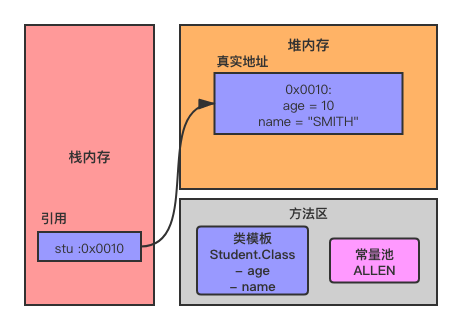 栈内存
引用
stu :0x0010
堆内存
真实地址
0x0010:
age = 10
name = "SMITH"
方法区
类模板
Student.Class
– age
– name
常量池
ALLEN